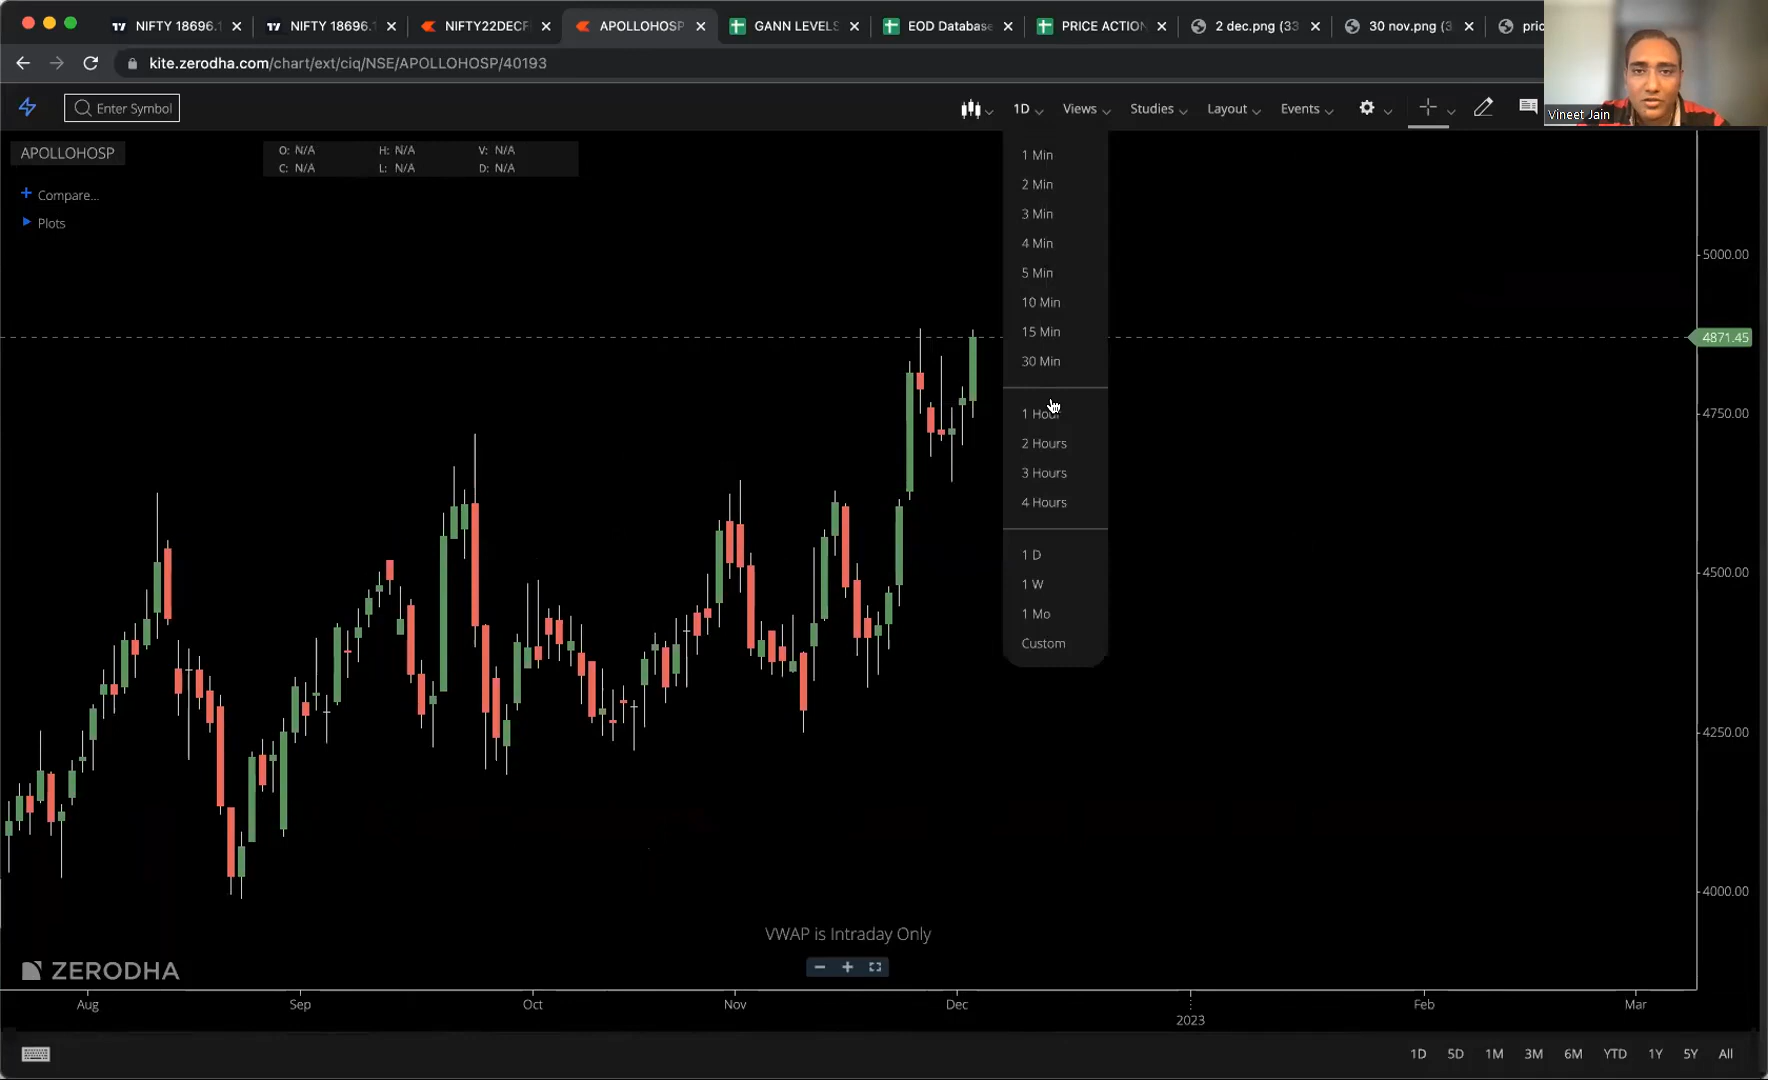 NIFTY 18696.
NIFTY 18696.
NIFTY22DECF
APOLLOHOSP
GANN LEVELS
EOD Database
PRICE ACTION
2 dec.png (33
30 nov.png (3
pric
kite.zerodha.com/chart/ext/ciq/NSE/APOLLOHOSP/40193
Vineet Jain
Enter Symbol
1D
Views
Studies
Layout
Events
APOLLOHOSP
O: N/A H: N/A V: N/A
C: N/A L: N/A D: N/A
+ Compare...
Plots
1 Min
2 Min
3 Min
4 Min
5 Min
10 Min
15 Min
30 Min
1 Hour
2 Hours
3 Hours
4 Hours
1 D
1 W
1 Mo
Custom
5000.00
4871.45
4750.00
4500.00
4250.00
4000.00
VWAP is Intraday Only
ZERODHA
Aug Sep Oct Nov Dec 2023 Feb Mar
1D 5D 1M 3M 6M YTD 1Y 5Y All